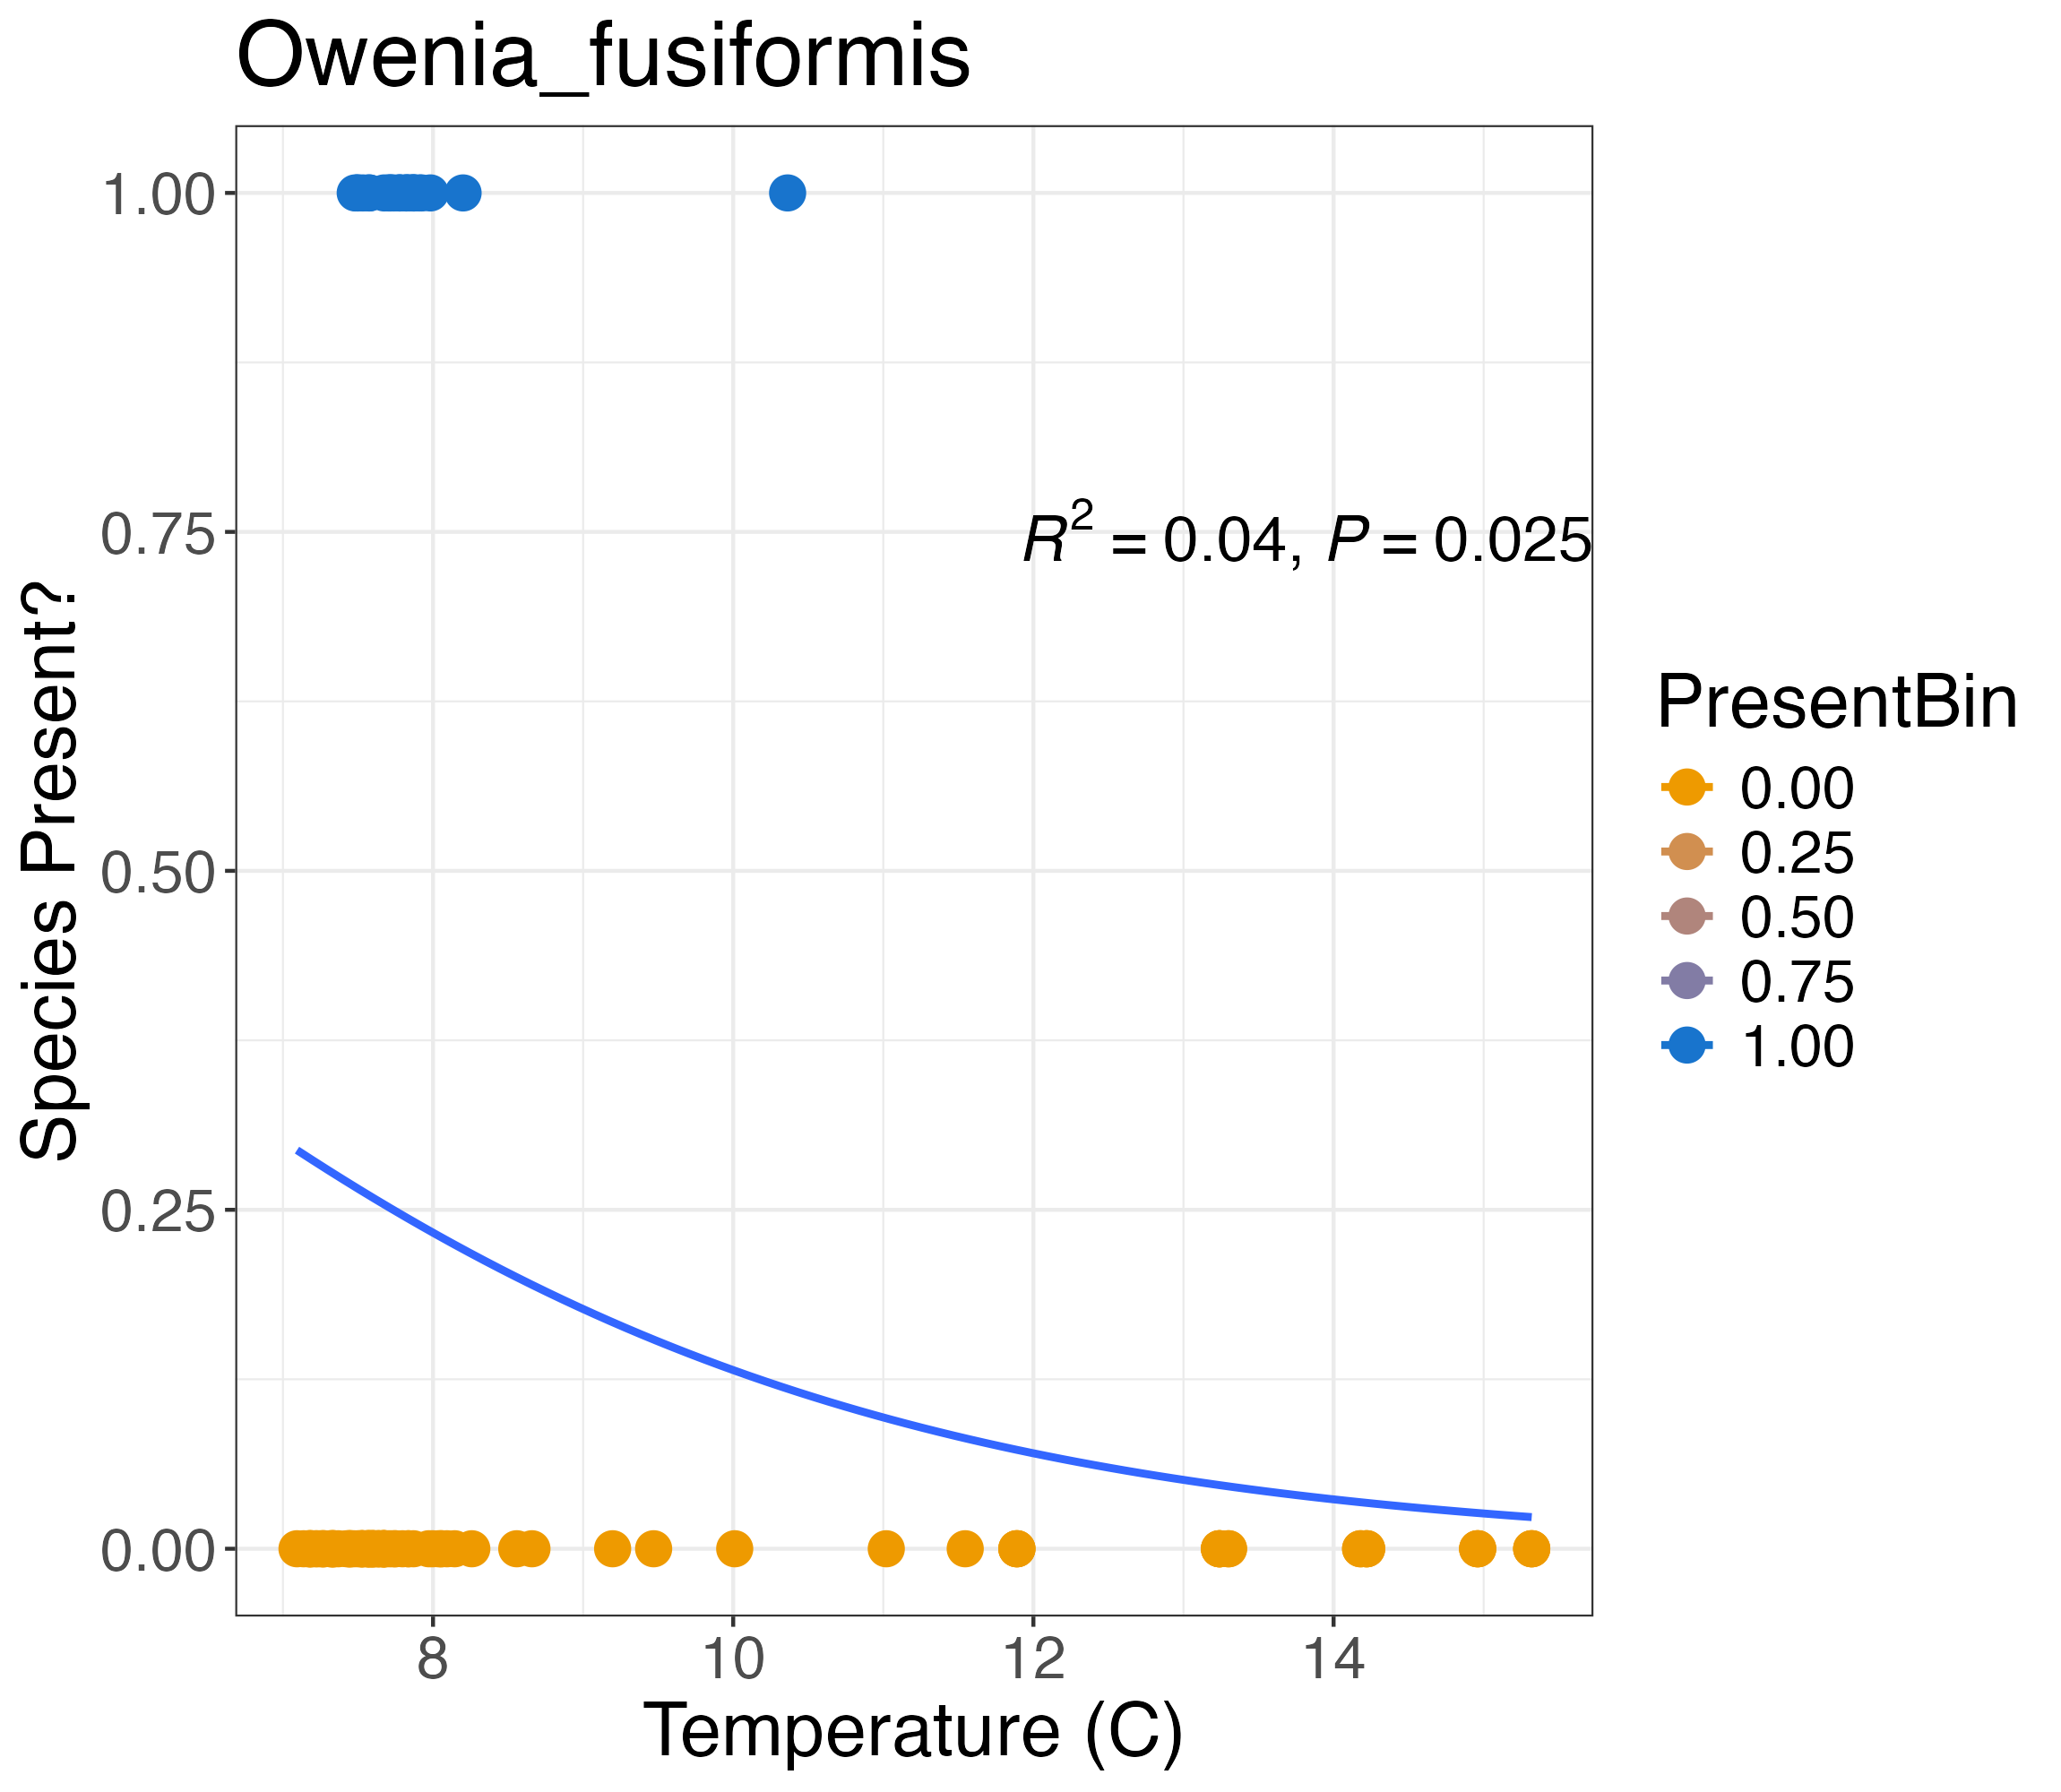 Owenia_fusiformis
1.00
0.75
0.50
0.25
0.00
Species Present?
R² = 0.04, P = 0.025
8 10 12 14
Temperature (C)
PresentBin
0.00
0.25
0.50
0.75
1.00